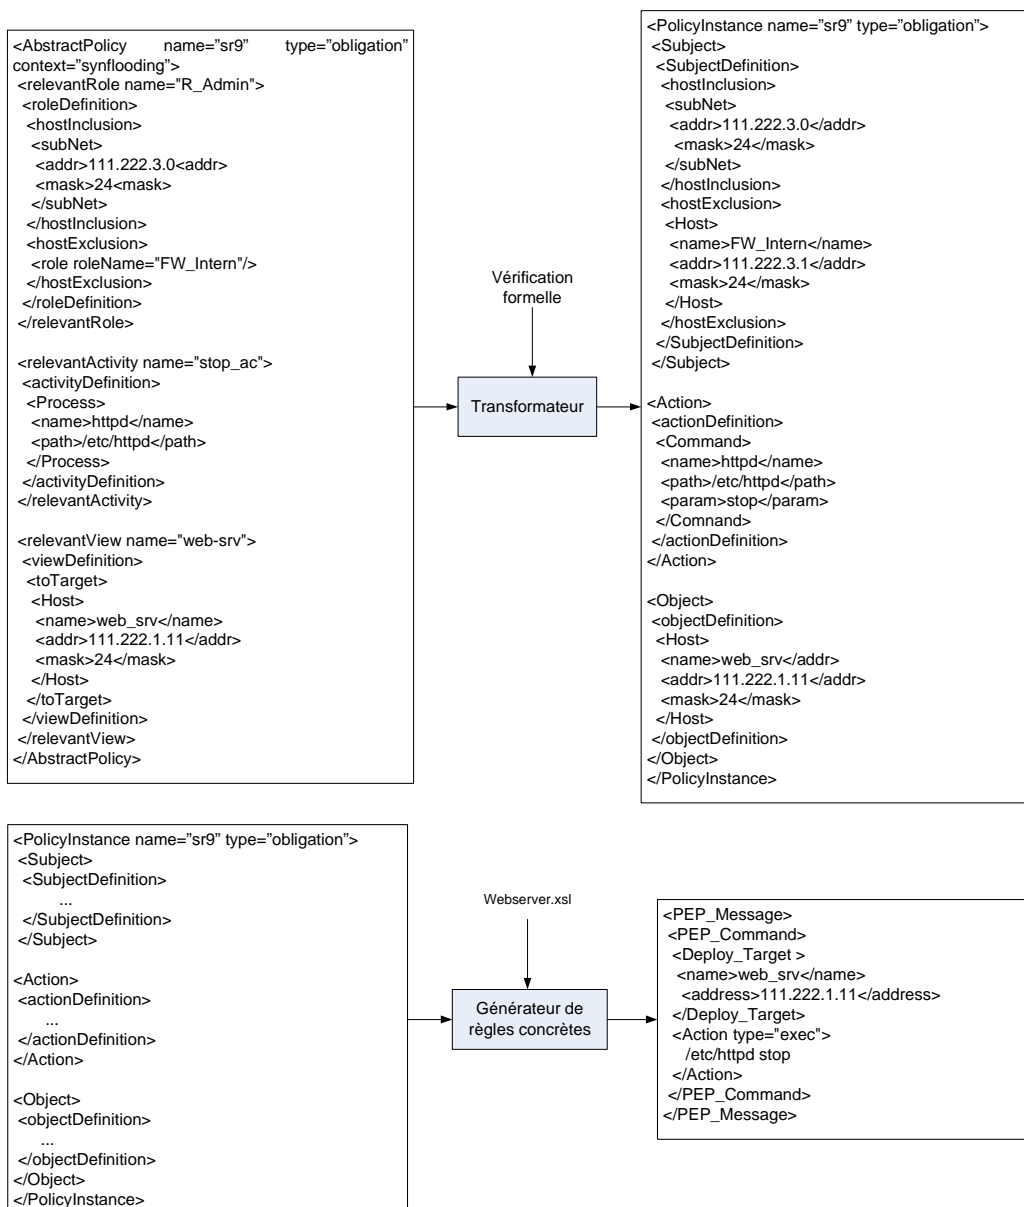 <AbstractPolicy name=”sr9” type=”obligation”
context=”synflooding”>
<relevantRole name="R_Admin">
<roleDefinition>
<hostInclusion>
<subNet>
<addr>111.222.3.0<addr>
<mask>24<mask>
</subNet>
</hostInclusion>
<hostExclusion>
<role roleName="FW_Intern"/>
</hostExclusion>
</roleDefinition>
</relevantRole>
<relevantActivity name="stop_ac">
<activityDefinition>
<Process>
<name>httpd</name>
<path>/etc/httpd</path>
</Process>
</activityDefinition>
</relevantActivity>
<relevantView name="web-srv">
<viewDefinition>
<toTarget>
<Host>
<name>web_srv</name>
<addr>111.222.1.11</addr>
<mask>24</mask>
</Host>
</toTarget>
</viewDefinition>
</relevantView>
</AbstractPolicy>
Vérification
formelle
Transformateur
<PolicyInstance name=”sr9” type=”obligation”>
<Subject>
<SubjectDefinition>
<hostInclusion>
<subNet>
<addr>111.222.3.0</addr>
<mask>24</mask>
</subNet>
</hostInclusion>
<hostExclusion>
<Host>
<name>FW_Intern</name>
<addr>111.222.3.1</addr>
<mask>24</mask>
</Host>
</hostExclusion>
</SubjectDefinition>
</Subject>
<Action>
<actionDefinition>
<Command>
<name>httpd</name>
<path>/etc/httpd</path>
<param>stop</param>
</Comnand>
</actionDefinition>
</Action>
<Object>
<objectDefinition>
<Host>
<name>web_srv</addr>
<addr>111.222.1.11</addr>
<mask>24</mask>
</Host>
</objectDefinition>
</Object>
</PolicyInstance>
<PolicyInstance name=”sr9” type=”obligation”>
<Subject>
<SubjectDefinition>
...
</SubjectDefinition>
</Subject>
<Action>
<actionDefinition>
...
</actionDefinition>
</Action>
<Object>
<objectDefinition>
...
</objectDefinition>
</Object>
</PolicyInstance>
Webserver.xsl
Générateur de
règles concrètes
<PEP_Message>
<PEP_Command>
<Deploy_Target >
<name>web_srv</name>
<address>111.222.1.11</address>
</Deploy_Target>
<Action type="exec">
/etc/httpd stop
</Action>
</PEP_Command>
</PEP_Message>